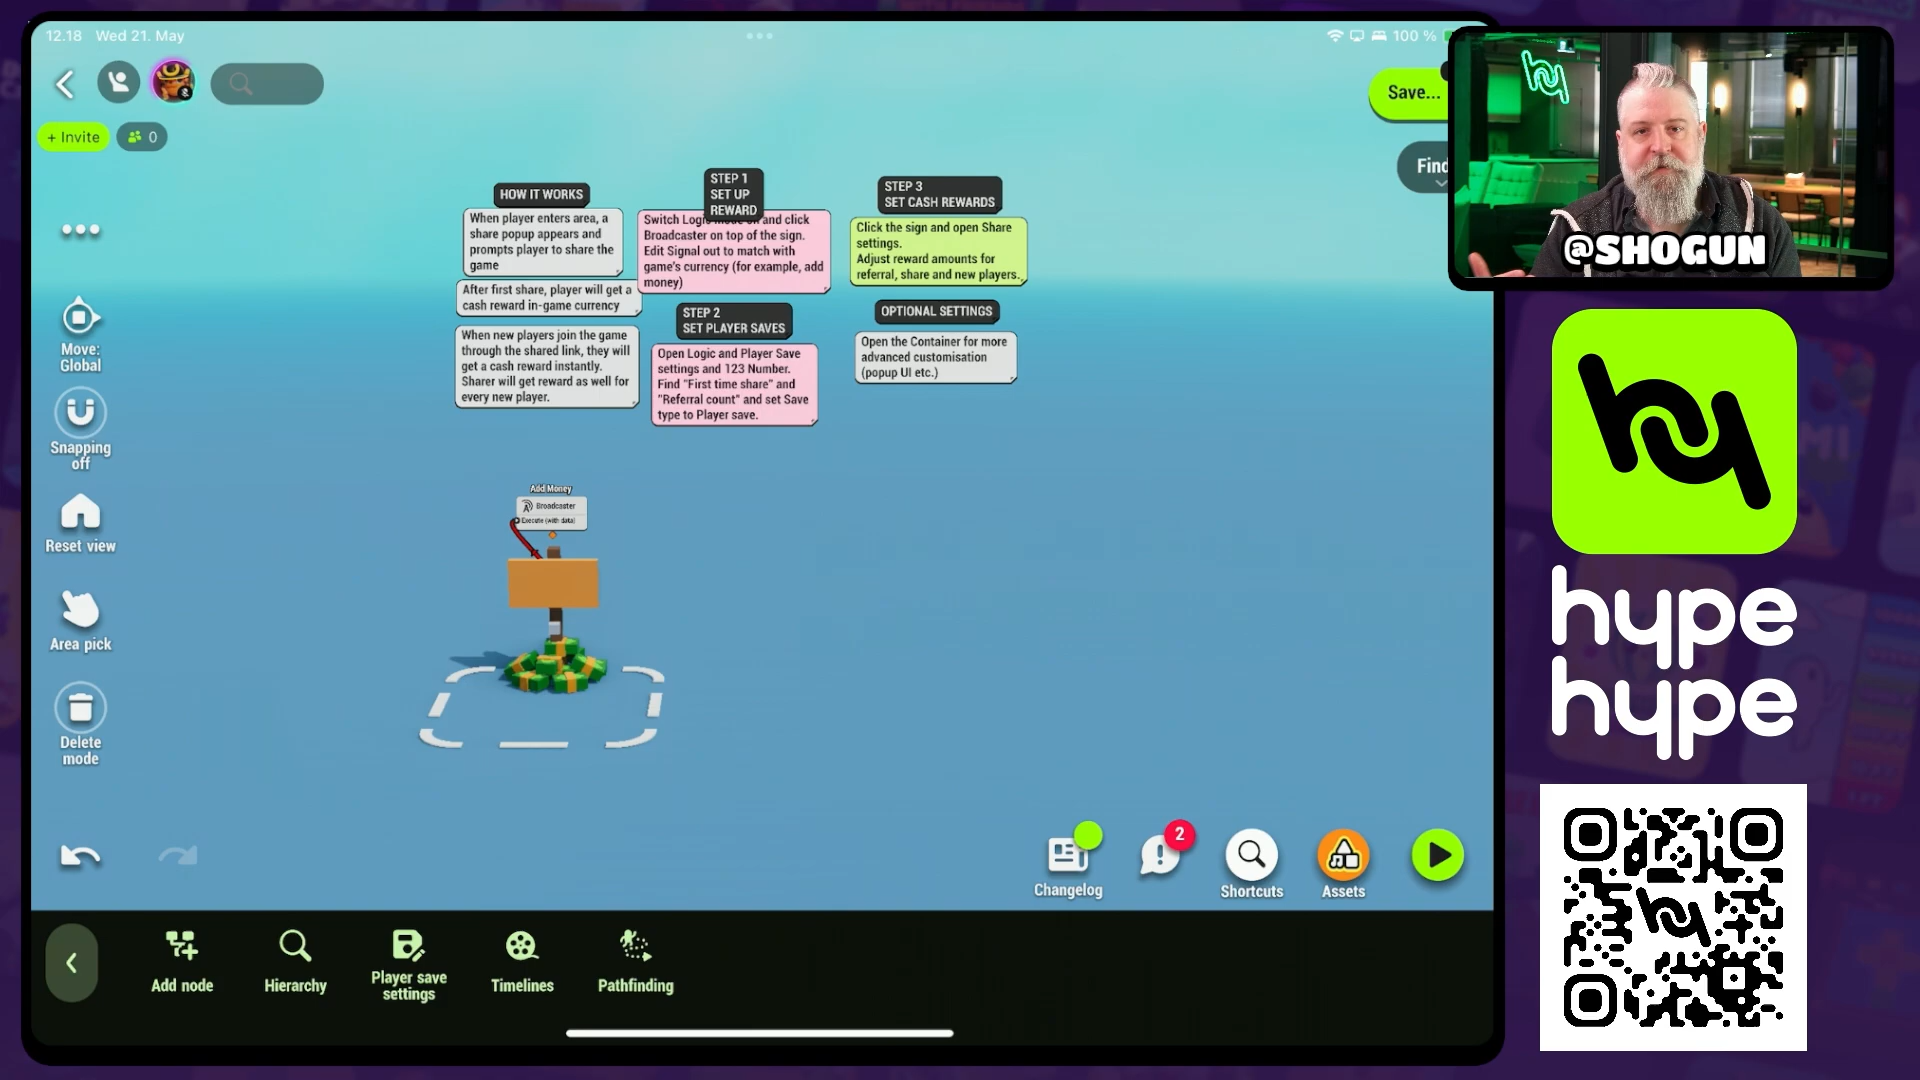 12.18 Wed 21. May
100 %
Save...
+ Invite
0
Find
HOW IT WORKS
When player enters area, a
share popup appears and
prompts player to share the
game
After first share, player will get a
cash reward in-game currency
When new players join the game
through the shared link, they will
get a cash reward instantly.
Sharer will get reward as well for
every new player.
STEP 1
SET UP
REWARD
Switch Logic mode on and click
Broadcaster on top of the sign.
Edit Signal out to match with
game's currency (for example, add
money)
STEP 2
SET PLAYER SAVES
Open Logic and Player Save
settings and 123 Number.
Find "First time share" and
"Referral count" and set Save
type to Player save.
STEP 3
SET CASH REWARDS
Click the sign and open Share
settings.
Adjust reward amounts for
referral, share and new players.
OPTIONAL SETTINGS
Open the Container for more
advanced customisation
(popup UI etc.)
Move:
Global
Snapping
off
Reset view
Area pick
Delete
mode
Add Money
Broadcaster
Execute (with data)
Changelog
2
Shortcuts
Assets
Add node
Hierarchy
Player save
settings
Timelines
Pathfinding
@SHOGUN
hype
hype